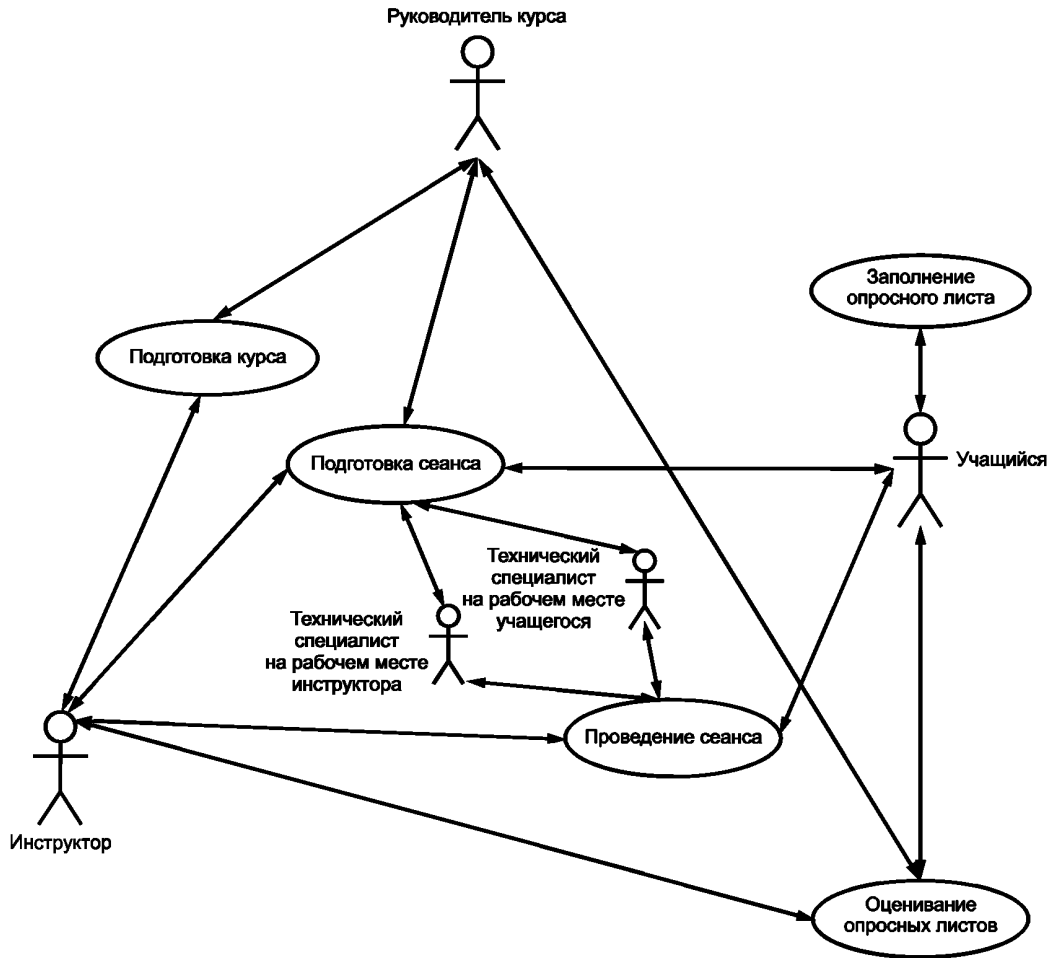 Руководитель курса
Заполнение
опросного листа
Подготовка курса
Подготовка сеанса
Учащийся
Технический
специалист
на рабочем месте
учащегося
Технический
специалист
на рабочем месте
инструктора
Проведение сеанса
Инструктор
Оценивание
опросных листов